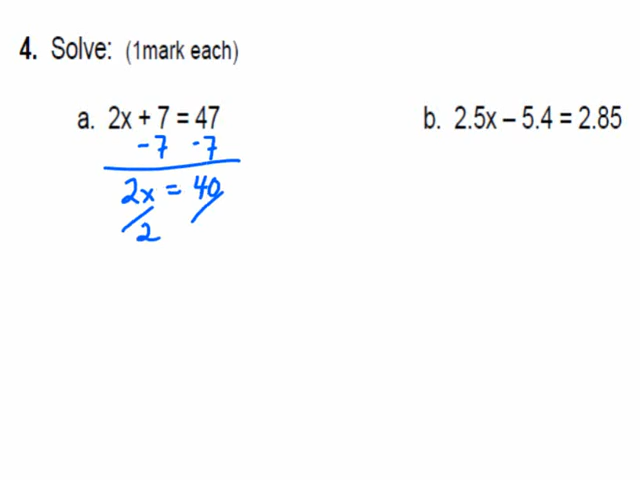 4. Solve: (1mark each)
a. 2x + 7 = 47
-7 -7
2x = 40
/2 /
b. 2.5x – 5.4 = 2.85